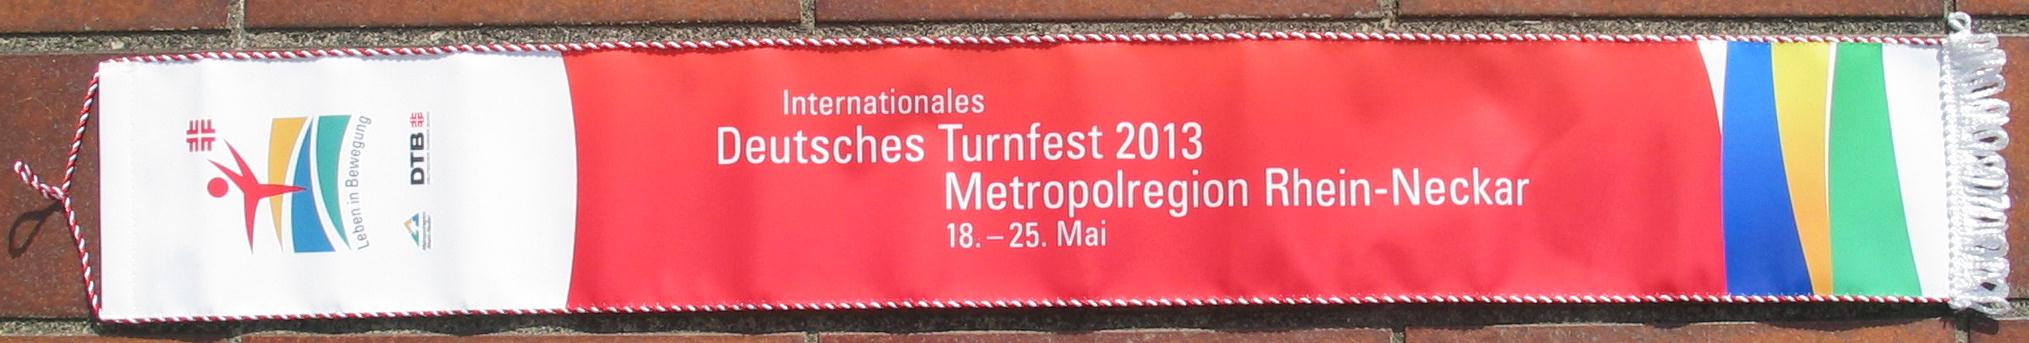 Internationales
Deutsches Turnfest 2013
Metropolregion Rhein-Neckar
18. – 25. Mai
Leben in Bewegung
DTB